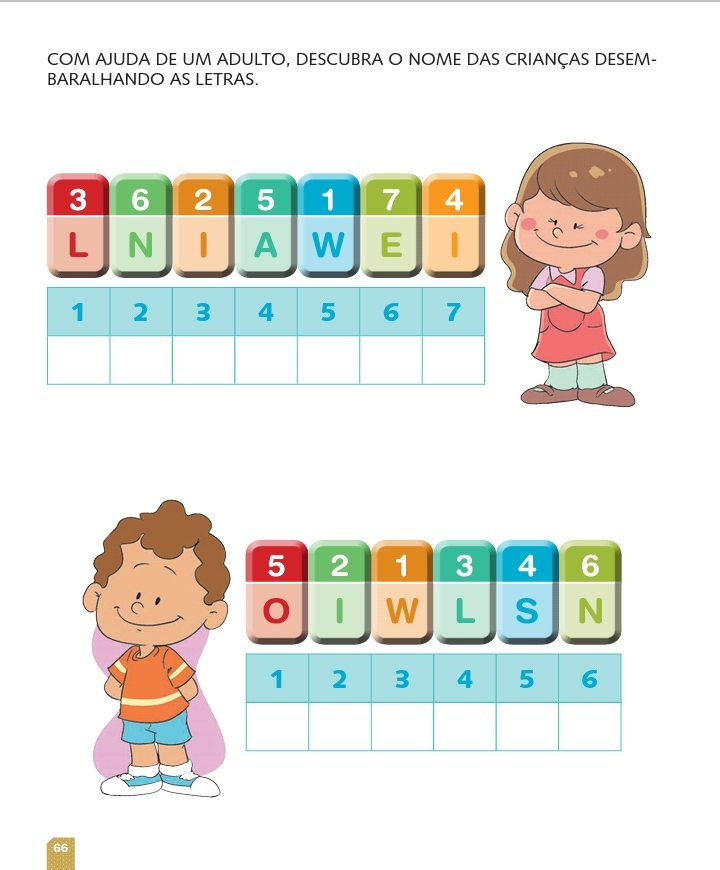 COM AJUDA DE UM ADULTO, DESCUBRA O NOME DAS CRIANÇAS DESEM-
BARALHANDO AS LETRAS.
3 6 2 5 1 7 4
L N I A W E I
1 2 3 4 5 6 7
5 2 1 3 4 6
O I W L S N
1 2 3 4 5 6
66